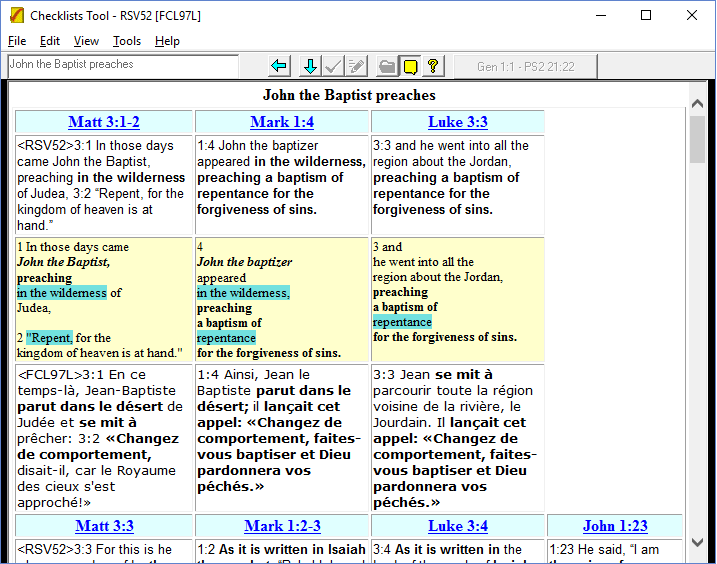 Checklists Tool - RSV52 [FCL97L]
File Edit View Tools Help
John the Baptist preaches
Gen 1:1 - PS2 21:22
John the Baptist preaches
Matt 3:1-2
Mark 1:4
Luke 3:3
<RSV52>3:1 In those days
came John the Baptist,
preaching in the wilderness
of Judea, 3:2 “Repent, for the
kingdom of heaven is at
hand.”
1:4 John the baptizer
appeared in the wilderness,
preaching a baptism of
repentance for the
forgiveness of sins.
3:3 and he went into all the
region about the Jordan,
preaching a baptism of
repentance for the
forgiveness of sins.
1 In those days came
John the Baptist,
preaching
in the wilderness of
Judea,
2 "Repent, for the
kingdom of heaven is at hand."
4
John the baptizer
appeared
in the wilderness,
preaching
a baptism of
repentance
for the forgiveness of sins.
3 and
he went into all the
region about the Jordan,
preaching
a baptism of
repentance
for the forgiveness of sins.
<FCL97L>3:1 En ce
temps-là, Jean-Baptiste
parut dans le désert de
Judée et se mit à
prêcher: 3:2 «Changez
de comportement,
disait-il, car le Royaume
des cieux s'est
approché!»
1:4 Ainsi, Jean le
Baptiste parut dans le
désert; il lançait cet
appel: «Changez de
comportement, faites-
vous baptiser et Dieu
pardonnera vos
péchés.»
3:3 Jean se mit à
parcourir toute la région
voisine de la rivière, le
Jourdain. Il lançait cet
appel: «Changez de
comportement, faites-
vous baptiser et Dieu
pardonnera vos
péchés.»
Matt 3:3
Mark 1:2-3
Luke 3:4
John 1:23
<RSV52>3:3 For this is he
1:2 As it is written in Isaiah
3:4 As it is written in the
1:23 He said, “I am